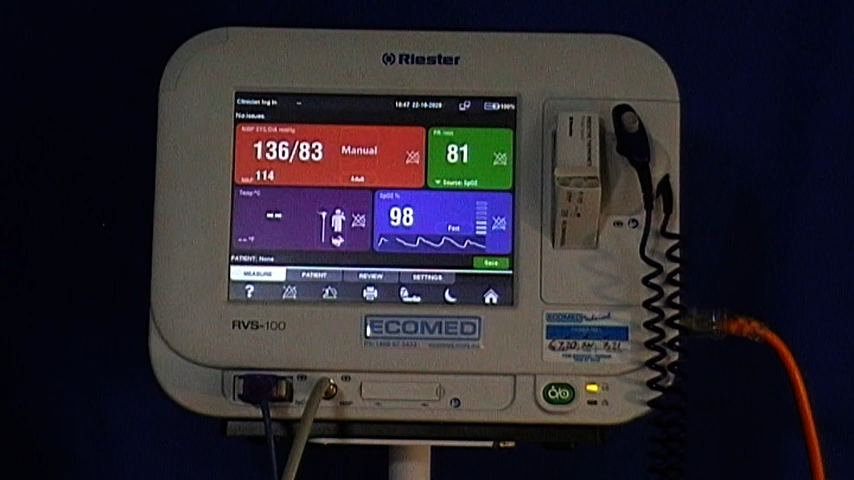 Riester
Clinician log in --
10:47 22-10-2020 100%
No issues.
NIBP SYS/DIA mmHg
136/83 Manual
MAP 114 Adult
PR /min
81
Source: SpO2
Temp °C
--
-- °F
SpO2 %
98
Fast
PATIENT: None
Save
MEASURE PATIENT REVIEW SETTINGS
?
RVS-100
ECOMED
ECOMED